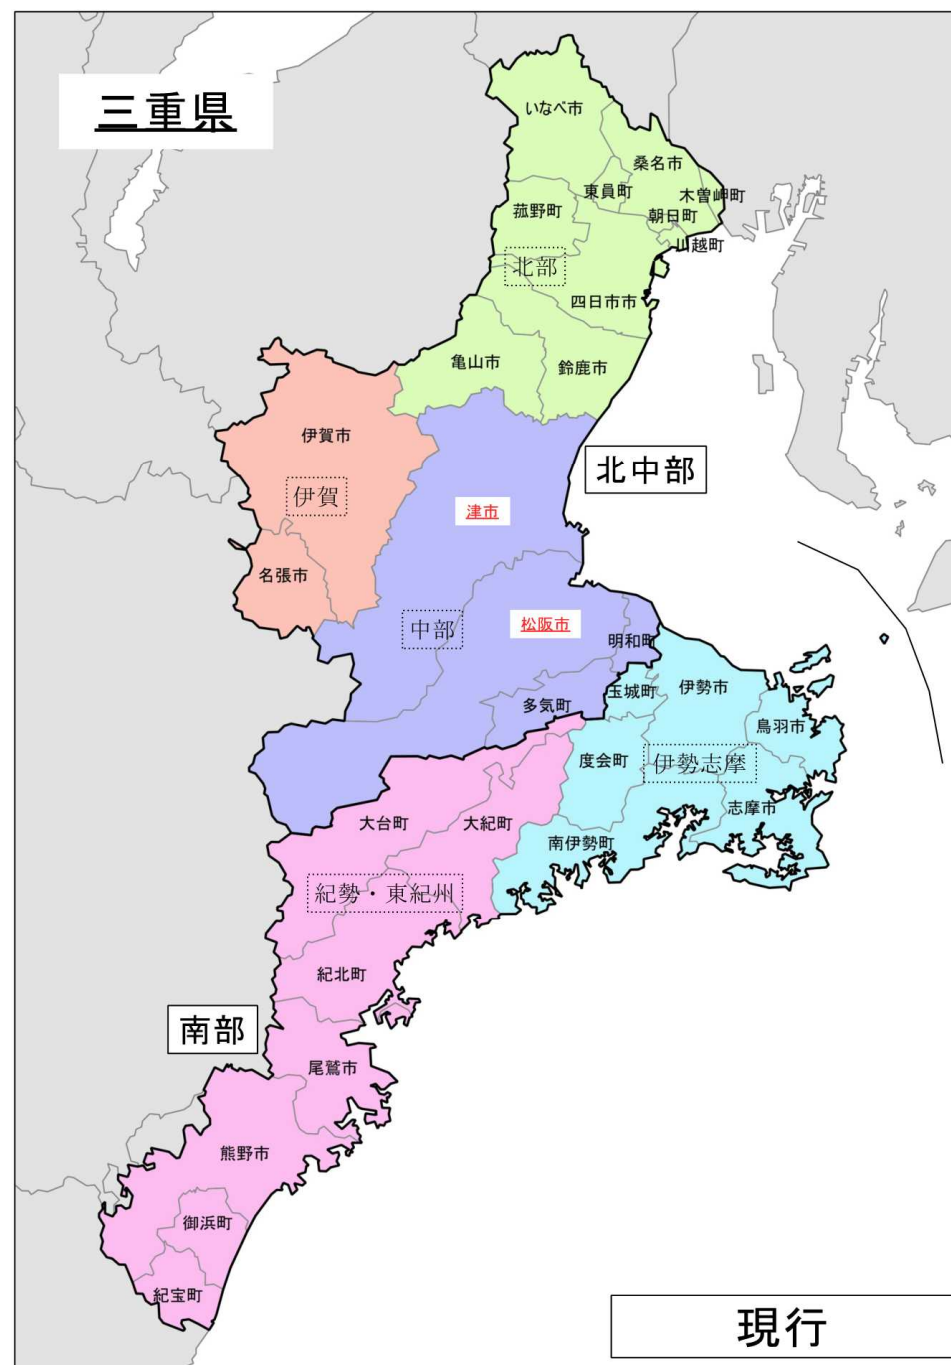 三重県
いなべ市
桑名市
東員町
木曽岬町
菰野町
朝日町
川越町
北部
四日市市
亀山市
鈴鹿市
伊賀市
北中部
伊賀
津市
名張市
中部
松阪市
明和町
玉城町
伊勢市
多気町
鳥羽市
度会町
伊勢志摩
志摩市
大台町
大紀町
南伊勢町
紀勢・東紀州
紀北町
南部
尾鷲市
熊野市
御浜町
紀宝町
現行